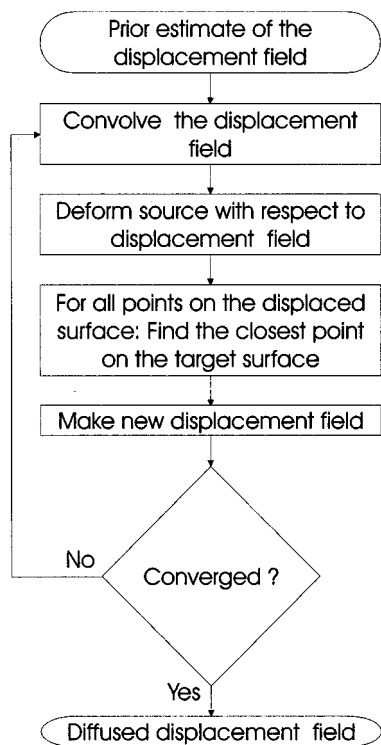 Prior estimate of the
displacement field
Convolve the displacement
field
Deform source with respect to
displacement field
For all points on the displaced
surface: Find the closest point
on the target surface
Make new displacement field
Converged ?
No
Yes
Diffused displacement field